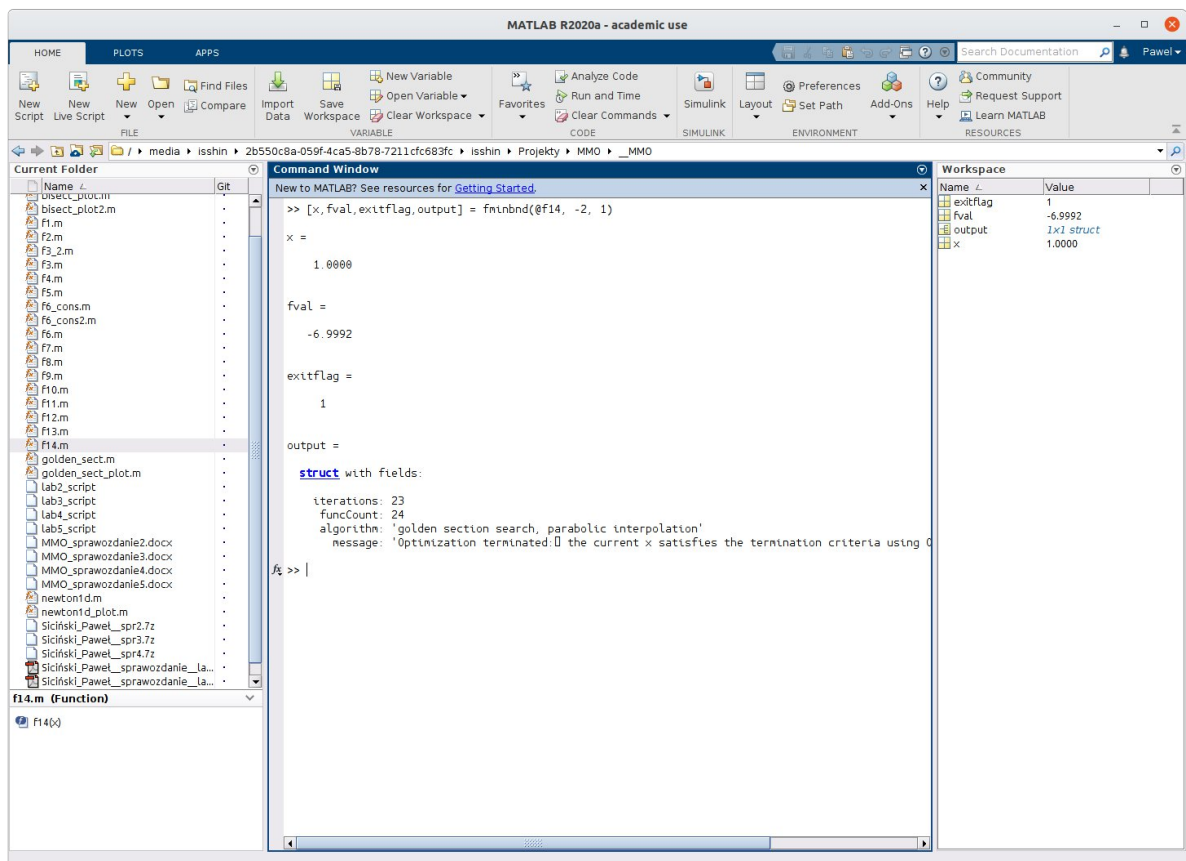 MATLAB R2020a - academic use
HOME PLOTS APPS Search Documentation Pawel
New Script New Live Script New Open Find Files Compare FILE
Import Data Save Workspace New Variable Open Variable Clear Workspace VARIABLE
Favorites Analyze Code Run and Time Clear Commands CODE
Simulink SIMULINK
Layout Preferences Set Path Add-Ons ENVIRONMENT
Help Community Request Support Learn MATLAB RESOURCES
/ media isshin 2b550c8a-059f-4ca5-8b78-7211cfc683fc isshin Projekty MMO __MMO
Current Folder
Name Git
bisect_plot.m
bisect_plot2.m
f1.m
f2.m
f3_2.m
f3.m
f4.m
f5.m
f6_cons.m
f6_cons2.m
f6.m
f7.m
f8.m
f9.m
f10.m
f11.m
f12.m
f13.m
f14.m
golden_sect.m
golden_sect_plot.m
lab2_script
lab3_script
lab4_script
lab5_script
MMO_sprawozdanie2.docx
MMO_sprawozdanie3.docx
MMO_sprawozdanie4.docx
MMO_sprawozdanie5.docx
newton1d.m
newton1d_plot.m
Siciński_Paweł__spr2.7z
Siciński_Paweł__spr3.7z
Siciński_Paweł__spr4.7z
Siciński_Paweł__sprawozdanie__la...
Siciński_Paweł__sprawozdanie__la...
f14.m (Function)
f14(x)
Command Window
New to MATLAB? See resources for Getting Started.
>> [x,fval,exitflag,output] = fminbnd(@f14, -2, 1)
x =
1.0000
fval =
-6.9992
exitflag =
1
output =
struct with fields:
iterations: 23
funcCount: 24
algorithm: 'golden section search, parabolic interpolation'
message: 'Optimization terminated: the current x satisfies the termination criteria using O
fx >>
Workspace
Name Value
exitflag 1
fval -6.9992
output 1x1 struct
x 1.0000